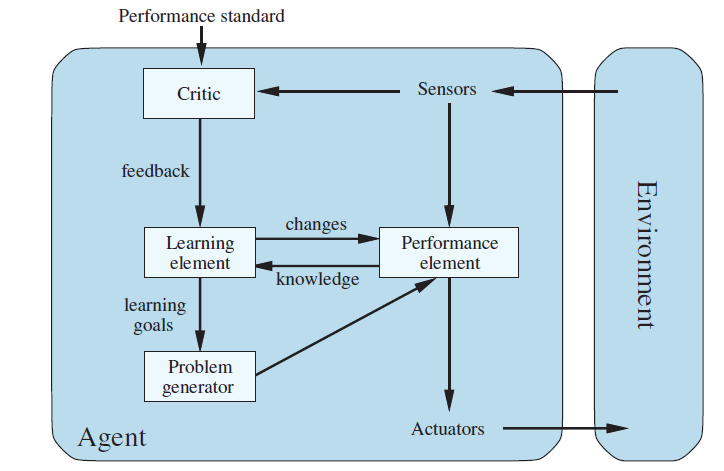 Performance standard
Critic
Sensors
feedback
changes
Learning
element
Performance
element
knowledge
learning
goals
Problem
generator
Agent
Actuators
Environment